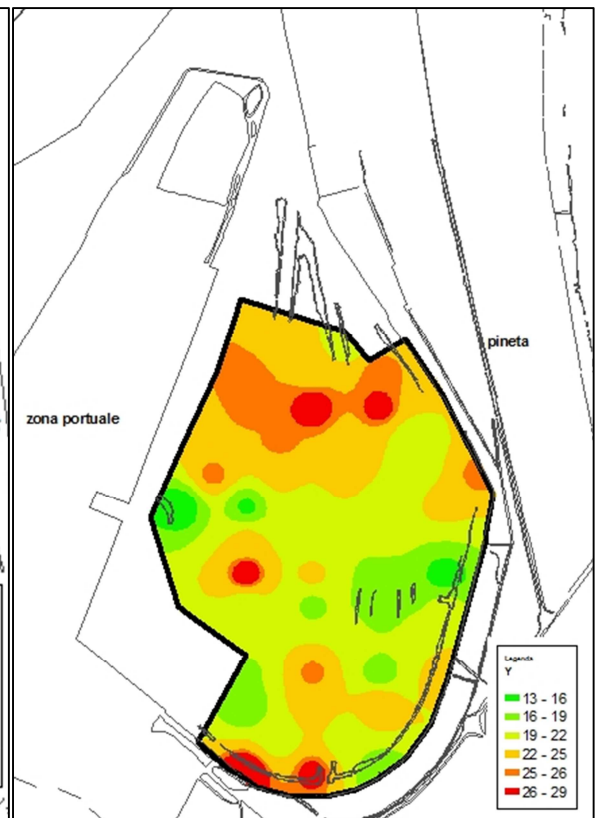 pineta
zona portuale
Legenda
Y
13 - 16
16 - 19
19 - 22
22 - 25
25 - 26
26 - 29